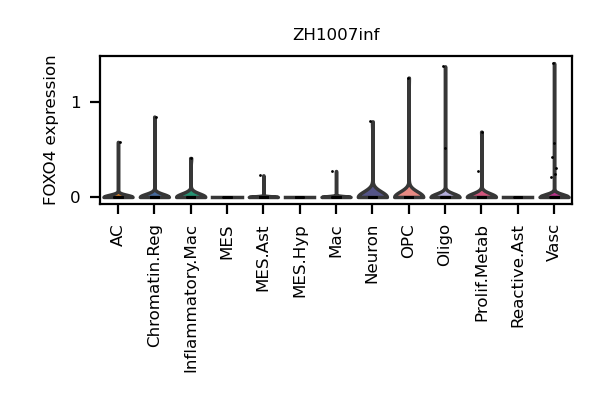 ZH1007inf
FOXO4 expression
1
0
AC
Chromatin.Reg
Inflammatory.Mac
MES
MES.Ast
MES.Hyp
Mac
Neuron
OPC
Oligo
Prolif.Metab
Reactive.Ast
Vasc